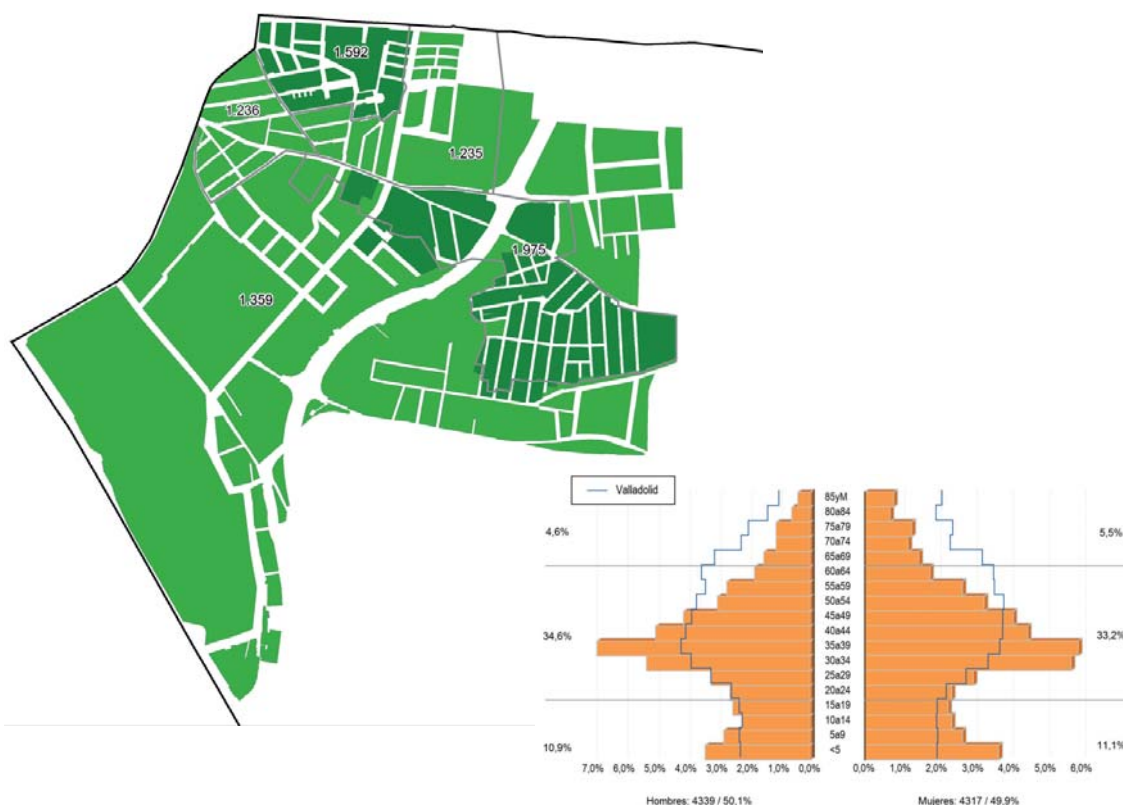 1.592
1.236
1.235
1.975
1.359
Valladolid
85yM
80a84
75a79
4,6%
5,5%
70a74
65a69
60a64
55a59
50a54
45a49
40a44
34,6%
33,2%
35a39
30a34
25a29
20a24
15a19
10a14
5a9
10,9%
11,1%
<5
7,0% 6,0% 5,0% 4,0% 3,0% 2,0% 1,0% 0,0% 0,0% 1,0% 2,0% 3,0% 4,0% 5,0% 6,0%
Hombres: 4339 / 50.1% Mujeres: 4317 / 49.9%